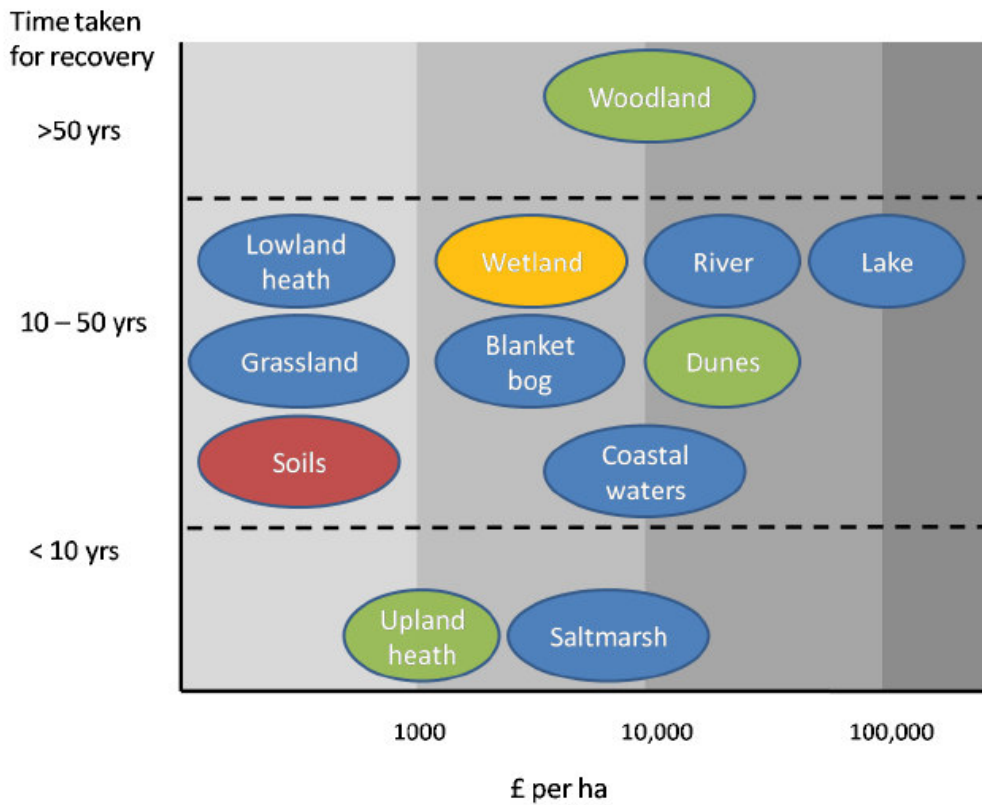 Time taken
for recovery
>50 yrs
Woodland
Lowland
heath
Wetland
River
Lake
10 – 50 yrs
Grassland
Blanket
bog
Dunes
Soils
Coastal
waters
< 10 yrs
Upland
heath
Saltmarsh
1000
10,000
100,000
£ per ha